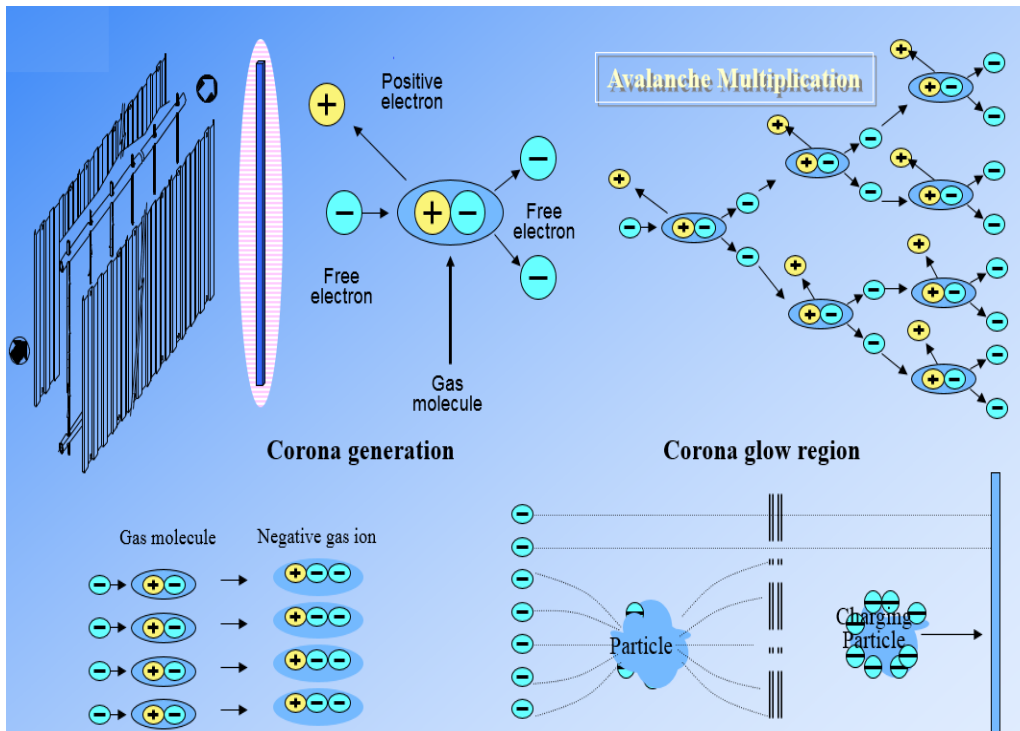 Positive
electron
Free
electron
Free
electron
Gas
molecule
Corona generation
Avalanche Multiplication
Corona glow region
Gas molecule
Negative gas ion
Particle
Charging
Particle